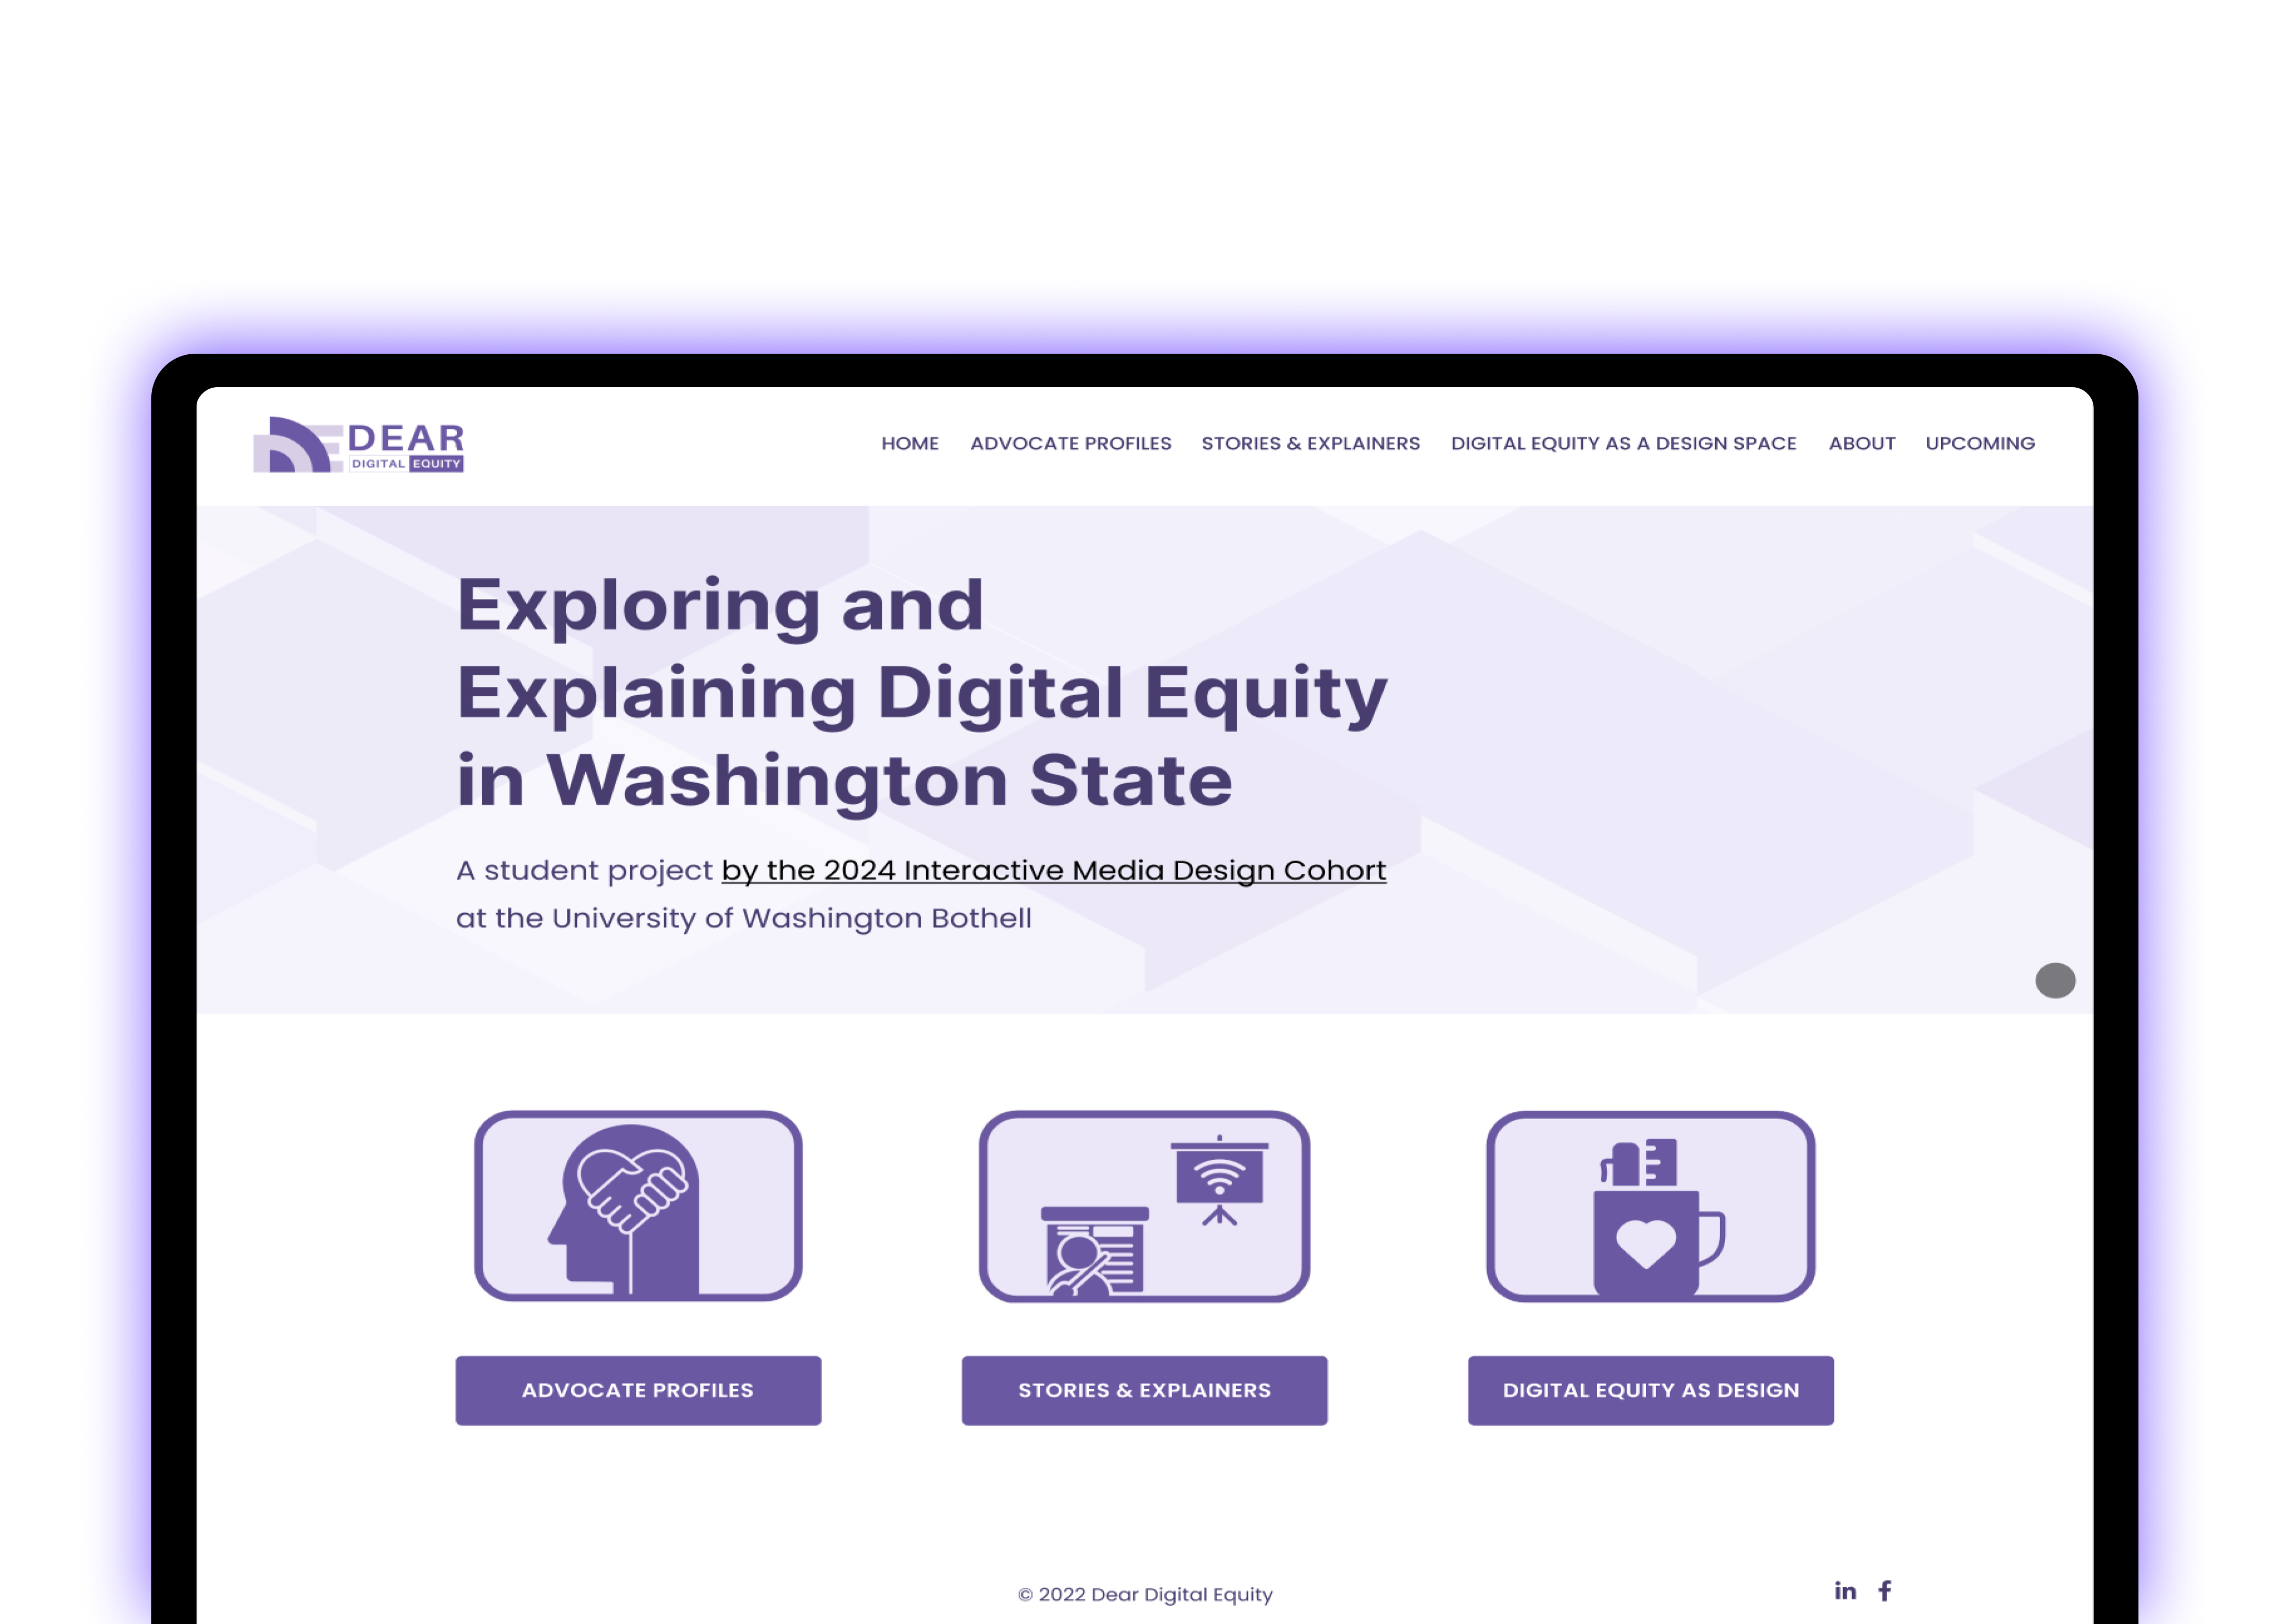 DEAR
DIGITAL EQUITY
HOME ADVOCATE PROFILES STORIES & EXPLAINERS DIGITAL EQUITY AS A DESIGN SPACE ABOUT UPCOMING
Exploring and
Explaining Digital Equity
in Washington State
A student project by the 2024 Interactive Media Design Cohort
at the University of Washington Bothell
ADVOCATE PROFILES STORIES & EXPLAINERS DIGITAL EQUITY AS DESIGN
© 2022 Dear Digital Equity
in f